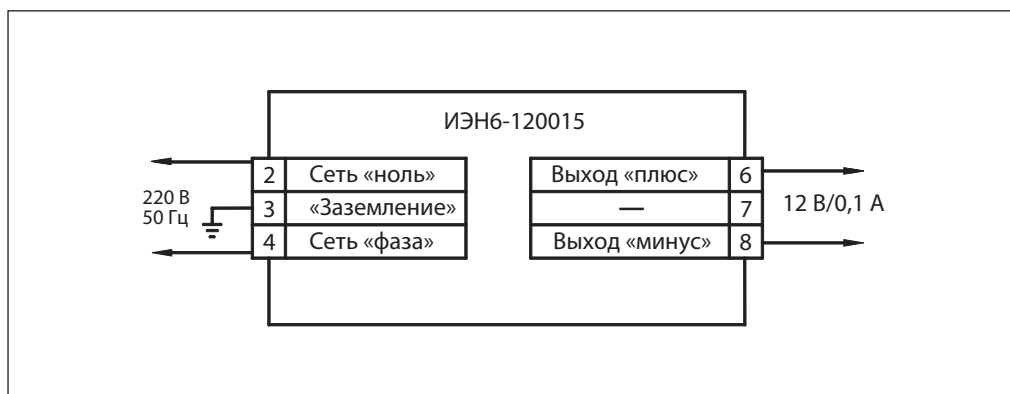 ИЭН6-120015
2 Сеть «ноль»
3 «Заземление»
4 Сеть «фаза»
220 В
50 Гц
Выход «плюс» 6
— 7
Выход «минус» 8
12 В/0,1 А